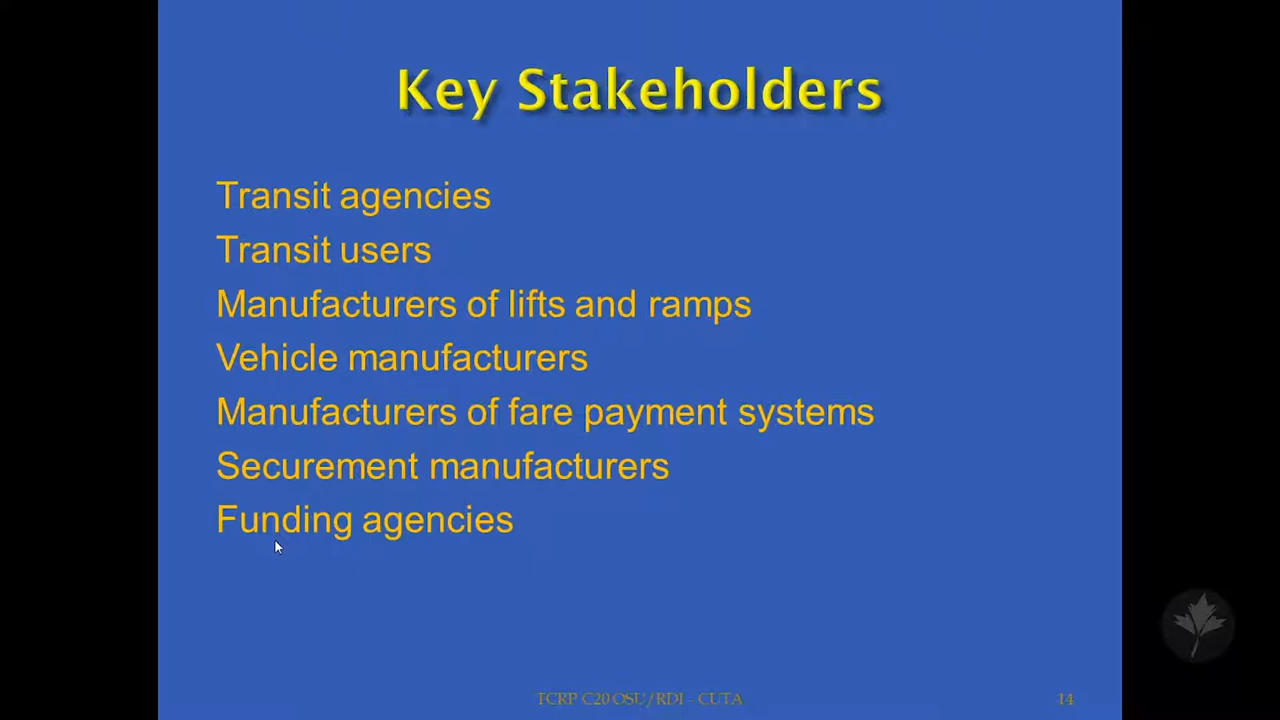 Key Stakeholders
Transit agencies
Transit users
Manufacturers of lifts and ramps
Vehicle manufacturers
Manufacturers of fare payment systems
Securement manufacturers
Funding agencies
TCRP C20 OSU/RDI - CUTA
14